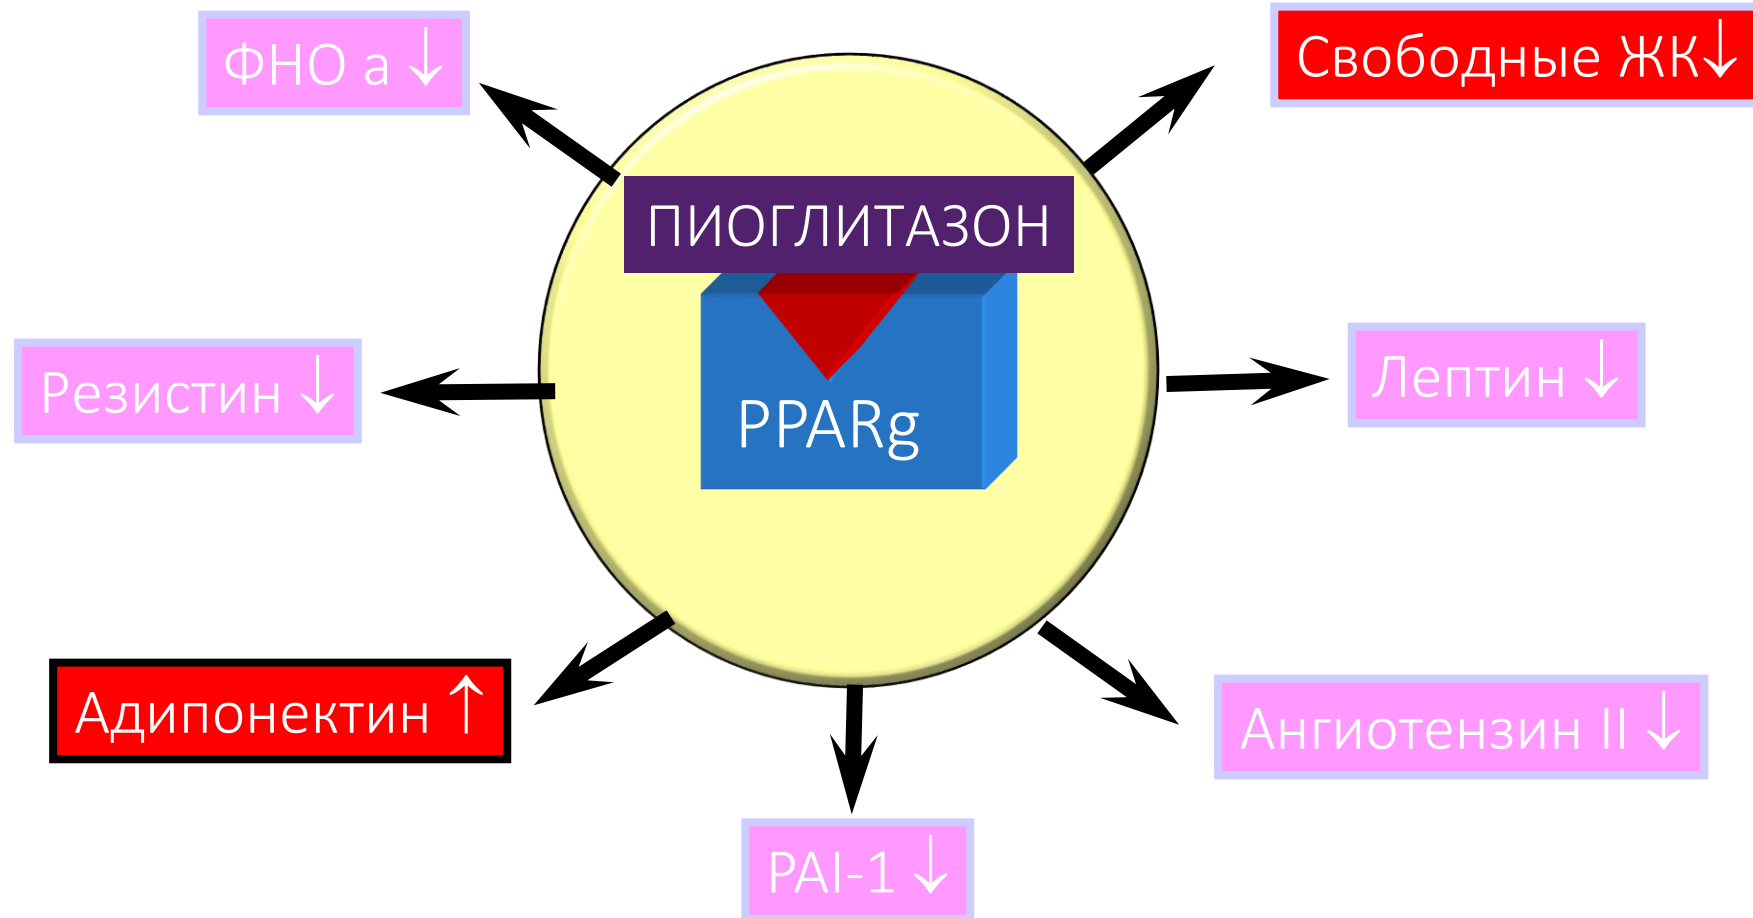 ФНО а ↓
Свободные ЖК↓
ПИОГЛИТАЗОН
PPARg
Резистин ↓
Лептин ↓
Адипонектин ↑
Ангиотензин II ↓
PAI-1 ↓